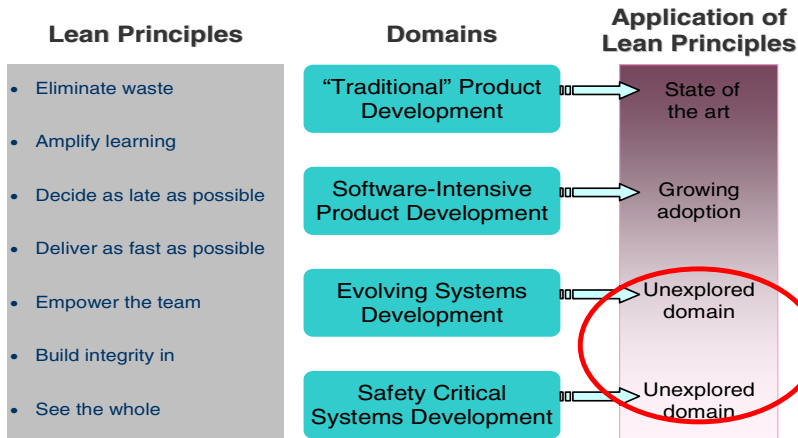 Lean Principles
• Eliminate waste
• Amplify learning
• Decide as late as possible
• Deliver as fast as possible
• Empower the team
• Build integrity in
• See the whole
Domains
“Traditional” Product
Development
Software-Intensive
Product Development
Evolving Systems
Development
Safety Critical
Systems Development
Application of
Lean Principles
State of
the art
Growing
adoption
Unexplored
domain
Unexplored
domain